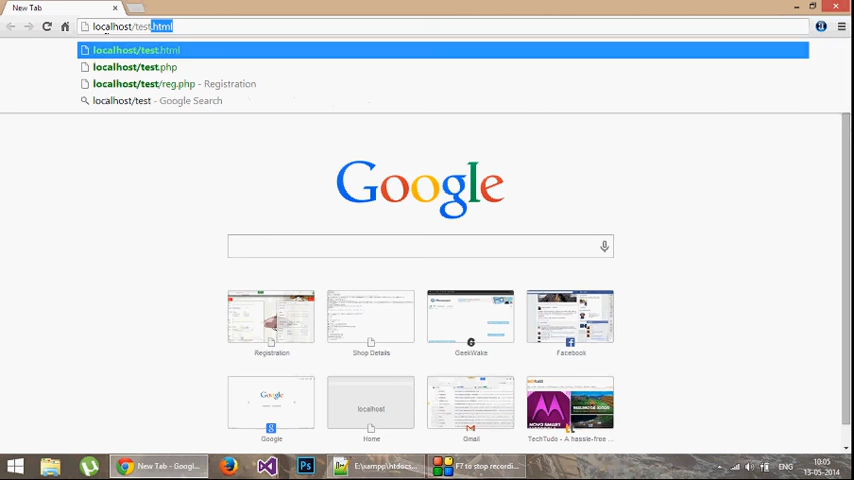 New Tab
localhost/test.html
localhost/test.html
localhost/test.php
localhost/test/reg.php - Registration
localhost/test - Google Search
Google
Registration
Shop Details
GeekWake
Facebook
Google
localhost
Home
Gmail
TechTudo - A hassle-free ...
New Tab - Googl...
Ps
E:\xampp\htdocs...
F7 to stop recordi...
ENG
10:05
13-05-2014